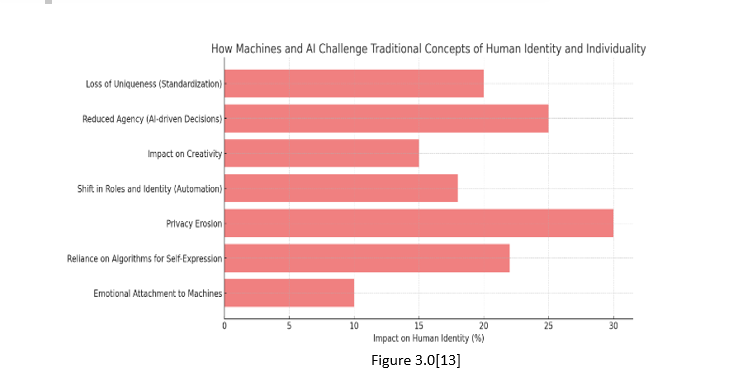 How Machines and AI Challenge Traditional Concepts of Human Identity and Individuality
Loss of Uniqueness (Standardization)
Reduced Agency (AI-driven Decisions)
Impact on Creativity
Shift in Roles and Identity (Automation)
Privacy Erosion
Reliance on Algorithms for Self-Expression
Emotional Attachment to Machines
0 5 10 15 20 25 30
Impact on Human Identity (%)
Figure 3.0[13]